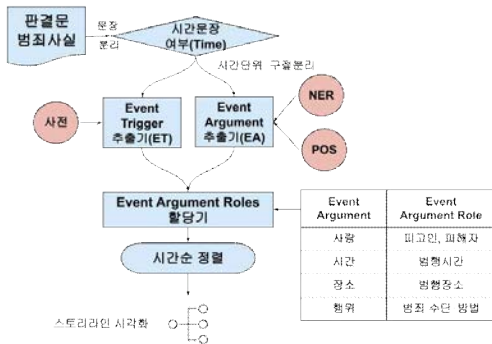 판결문
범죄사실
문장
분리
시간문장
여부(Time)
시간단위 구절분리
사전
Event
Trigger
추출기(ET)
Event
Argument
추출기(EA)
NER
POS
Event Argument Roles
할당기
시간순 정렬
스토리라인 시각화
Event
Argument
Event
Argument Role
사람
피고인, 피해자
시간
범행시간
장소
범행장소
행위
범죄 수단 방법